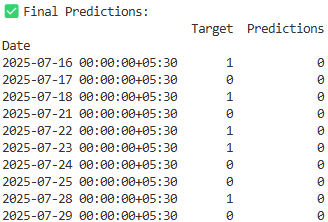 ✅ Final Predictions:
Target Predictions
Date
2025-07-16 00:00:00+05:30 1 0
2025-07-17 00:00:00+05:30 0 0
2025-07-18 00:00:00+05:30 1 0
2025-07-21 00:00:00+05:30 0 0
2025-07-22 00:00:00+05:30 1 0
2025-07-23 00:00:00+05:30 1 0
2025-07-24 00:00:00+05:30 0 0
2025-07-25 00:00:00+05:30 0 0
2025-07-28 00:00:00+05:30 1 0
2025-07-29 00:00:00+05:30 0 0